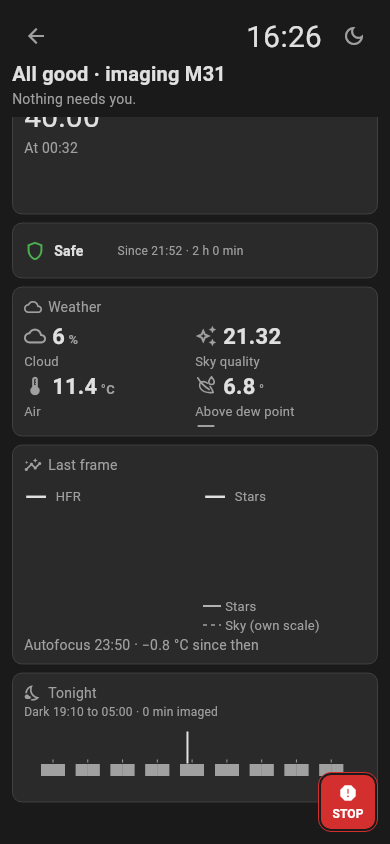 16:26
All good · imaging M31
Nothing needs you.
40:00
At 00:32
Safe
Since 21:52 · 2 h 0 min
Weather
6 %
21.32
Cloud
Sky quality
11.4 °C
6.8 °
Air
Above dew point
Last frame
HFR
Stars
Stars
Sky (own scale)
Autofocus 23:50 · −0.8 °C since then
Tonight
Dark 19:10 to 05:00 · 0 min imaged
STOP